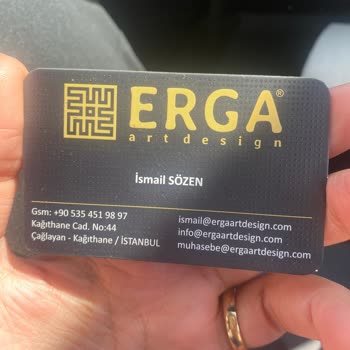 ERGA®
artdesign
İsmail SÖZEN
Gsm: +90 535 451 98 97
Kağıthane Cad. No:44
Çağlayan - Kağıthane / İSTANBUL
ismail@ergaartdesign.com
info@ergaartdesign.com
muhasebe@ergaartdesign.com